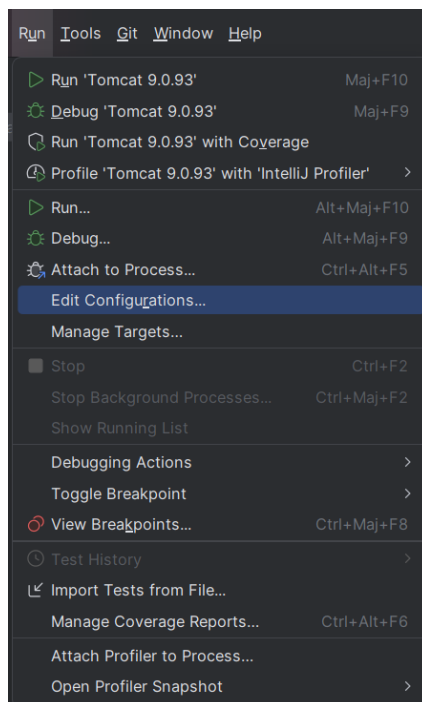 Run Tools Git Window Help
Run 'Tomcat 9.0.93' Maj+F10
Debug 'Tomcat 9.0.93' Maj+F9
Run 'Tomcat 9.0.93' with Coverage
Profile 'Tomcat 9.0.93' with 'IntelliJ Profiler' >
Run... Alt+Maj+F10
Debug... Alt+Maj+F9
Attach to Process... Ctrl+Alt+F5
Edit Configurations...
Manage Targets...
Stop Ctrl+F2
Stop Background Processes... Ctrl+Maj+F2
Show Running List
Debugging Actions >
Toggle Breakpoint >
View Breakpoints... Ctrl+Maj+F8
Test History >
Import Tests from File...
Manage Coverage Reports... Ctrl+Alt+F6
Attach Profiler to Process...
Open Profiler Snapshot >